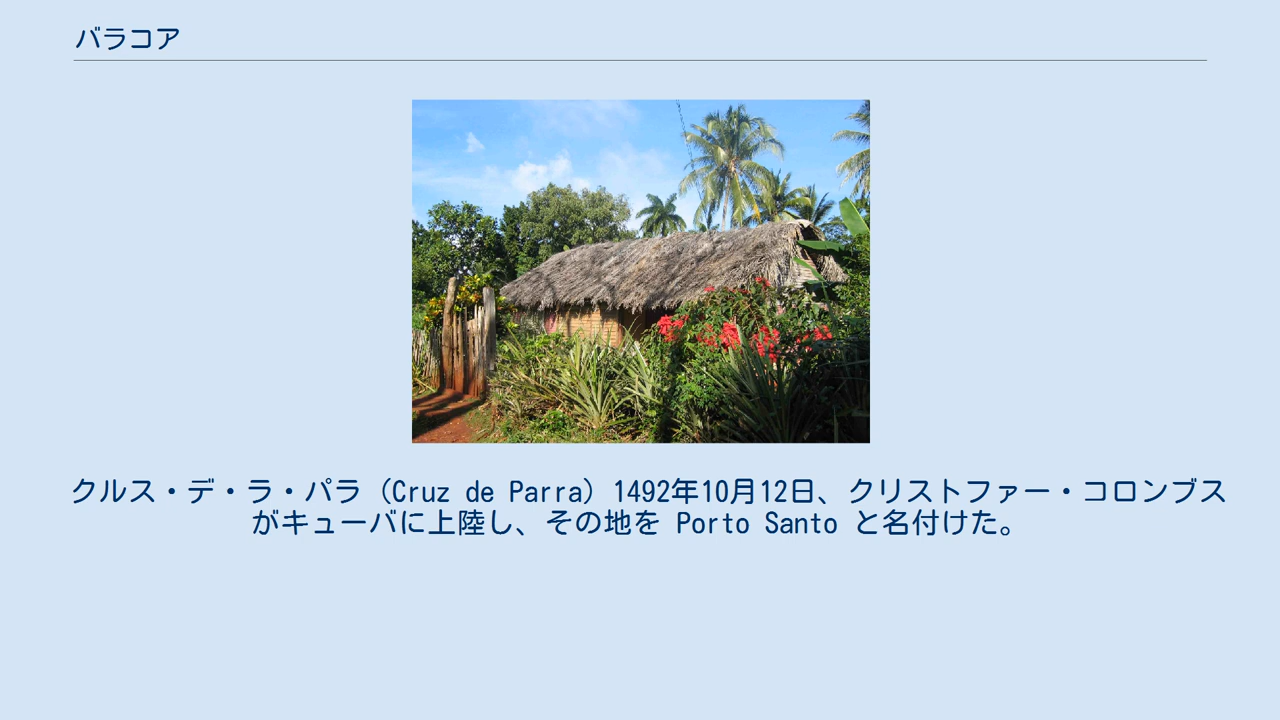 バラコア
クルス・デ・ラ・パラ (Cruz de Parra) 1492年10月12日、クリストファー・コロンブス
がキューバに上陸し、その地を Porto Santo と名付けた。